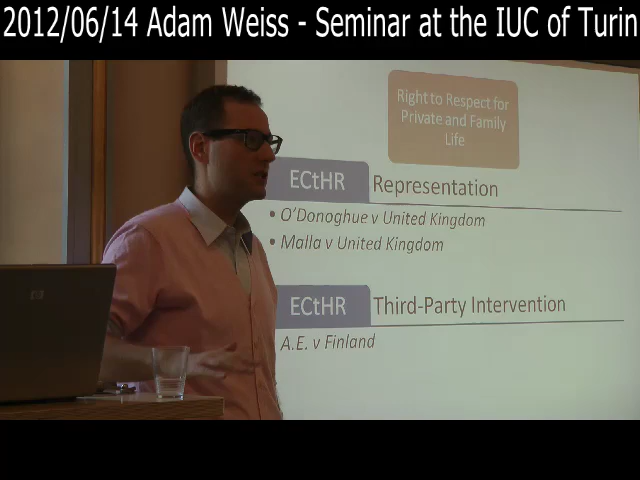 2012/06/14 Adam Weiss - Seminar at the IUC of Turin
Right to Respect for
Private and Family
Life
ECtHR Representation
• O'Donoghue v United Kingdom
• Malla v United Kingdom
ECtHR Third-Party Intervention
A.E. v Finland
hp